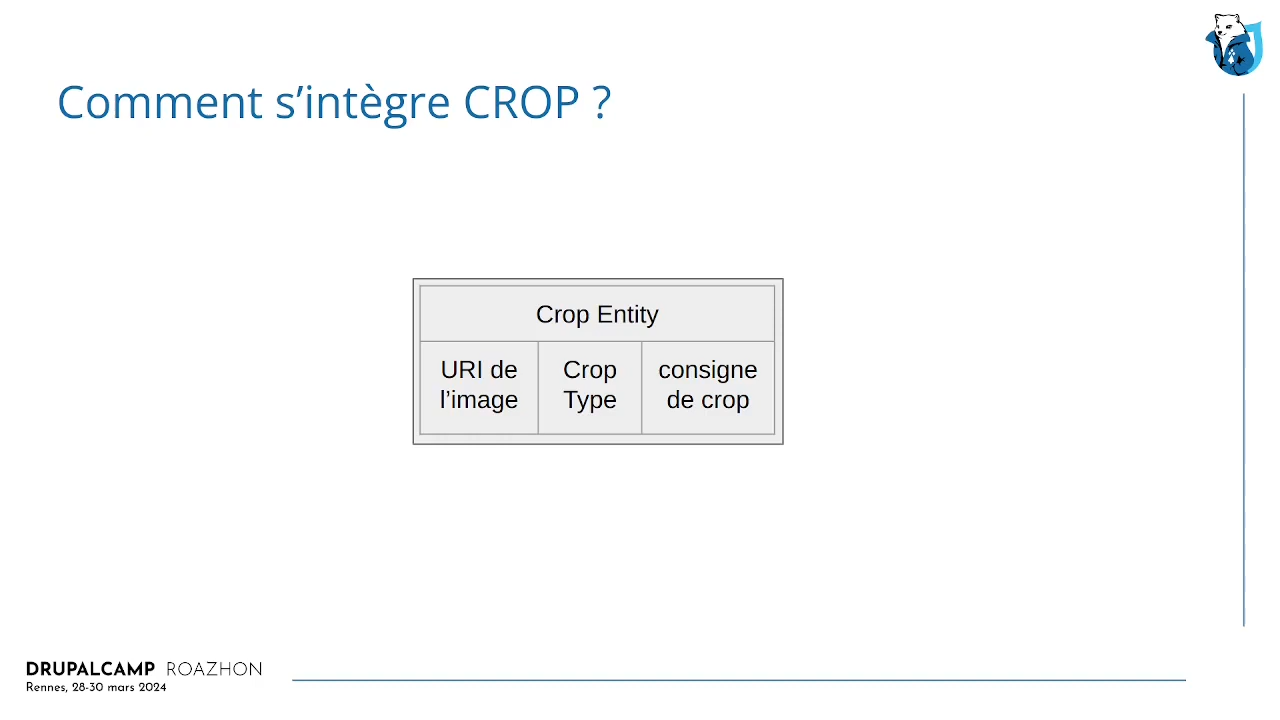 Comment s’intègre CROP ?
Crop Entity
URI de
l’image
Crop
Type
consigne
de crop
DRUPALCAMP ROAZHON
Rennes, 28-30 mars 2024